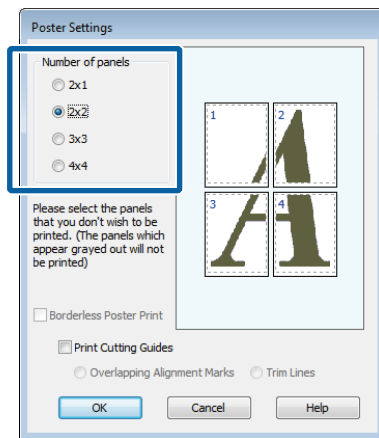 Poster Settings
Number of panels
2x1
2x2
3x3
4x4
1
2
3
4
A
Please select the panels
that you don't wish to be
printed. (The panels which
appear grayed out will not
be printed)
Borderless Poster Print
Print Cutting Guides
Overlapping Alignment Marks
Trim Lines
OK
Cancel
Help